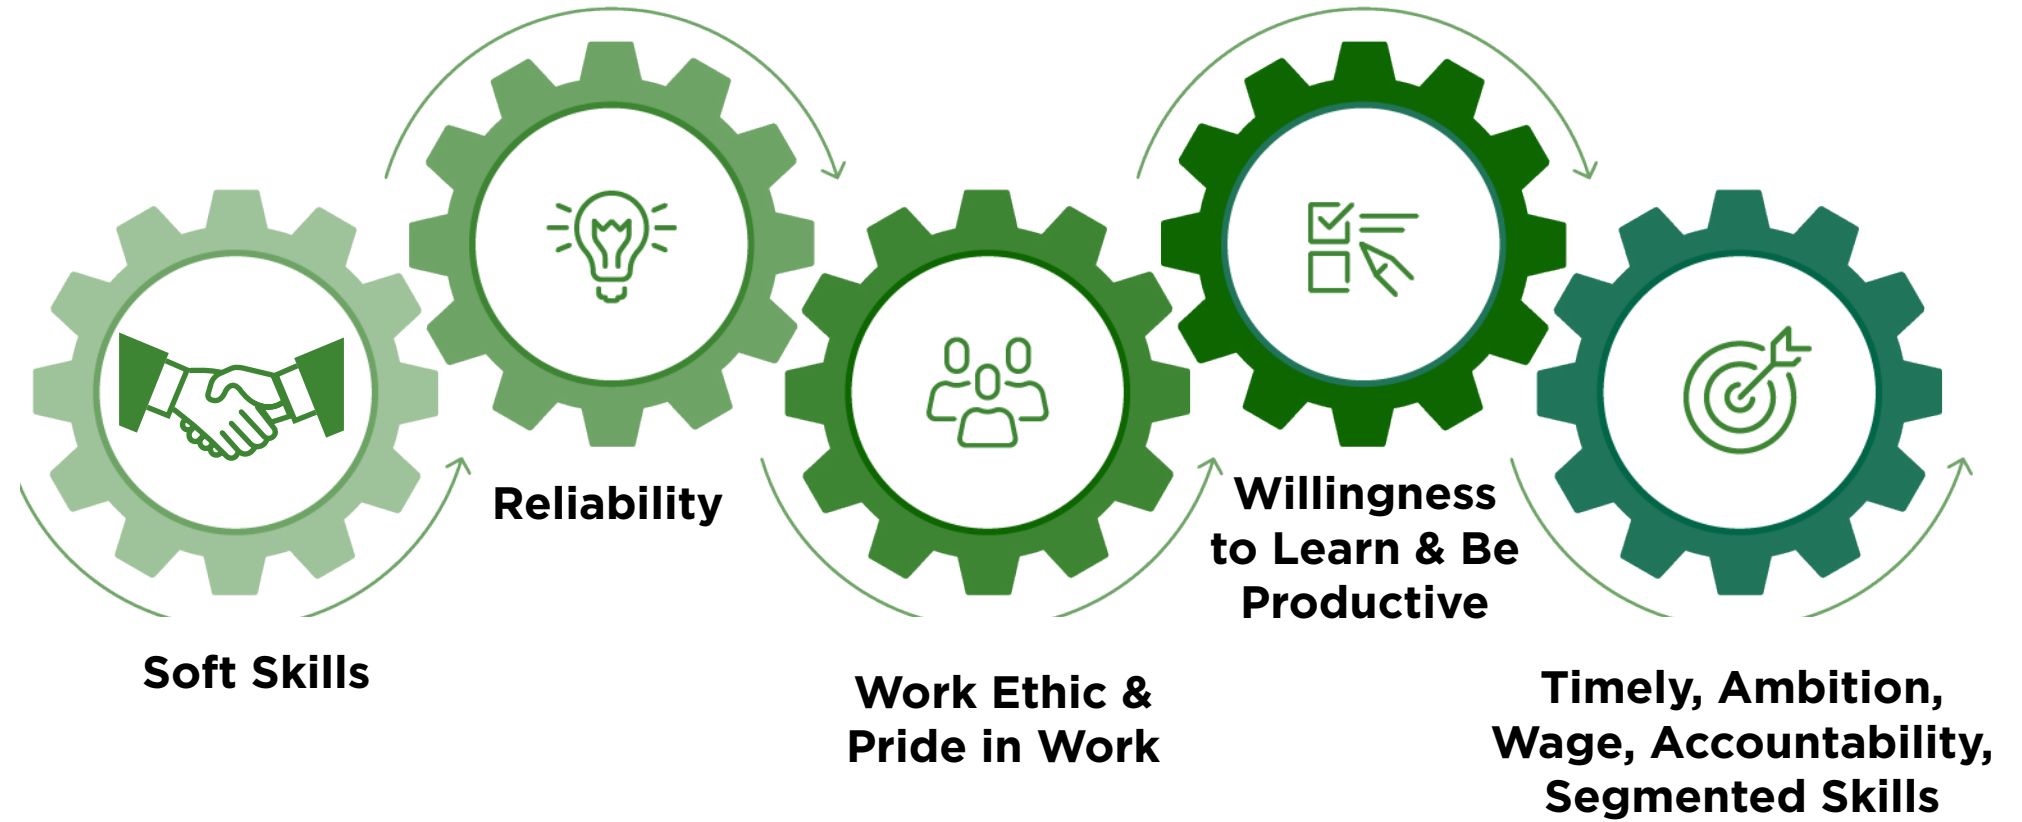 Soft Skills
Reliability
Work Ethic &
Pride in Work
Willingness
to Learn & Be
Productive
Timely, Ambition,
Wage, Accountability,
Segmented Skills